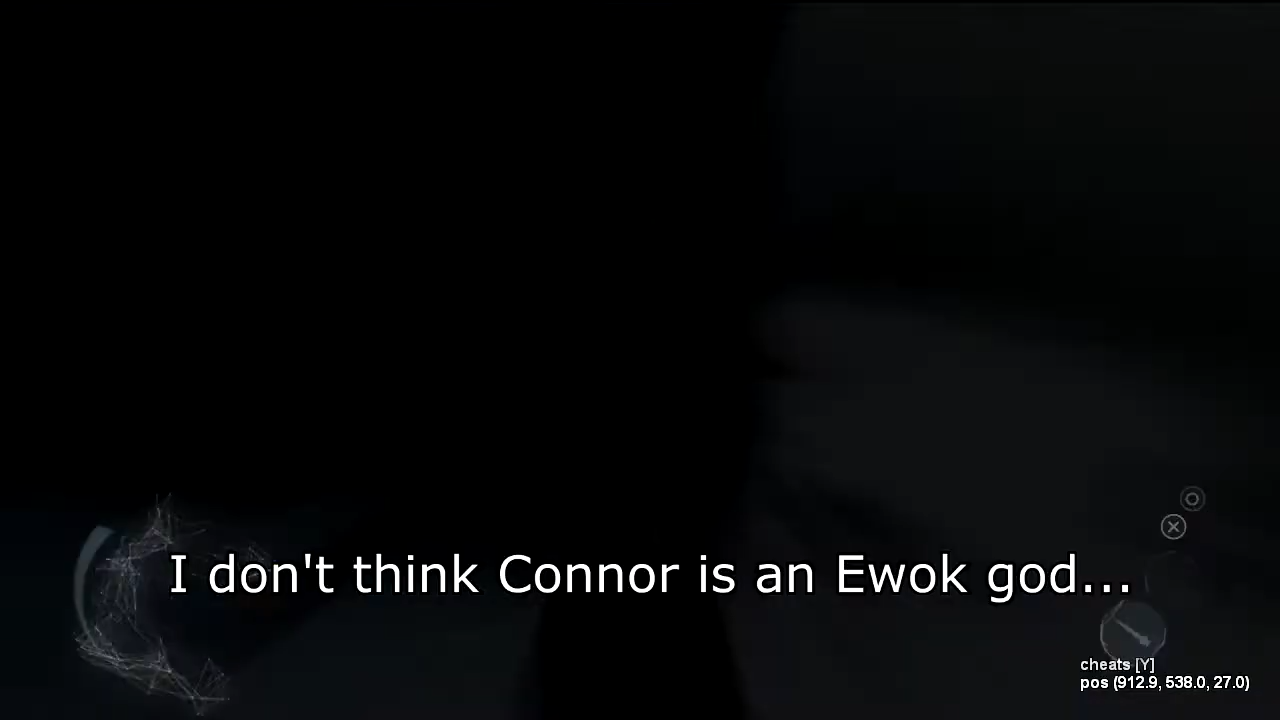 I don't think Connor is an Ewok god...
cheats [Y]
pos (912.9, 538.0, 27.0)